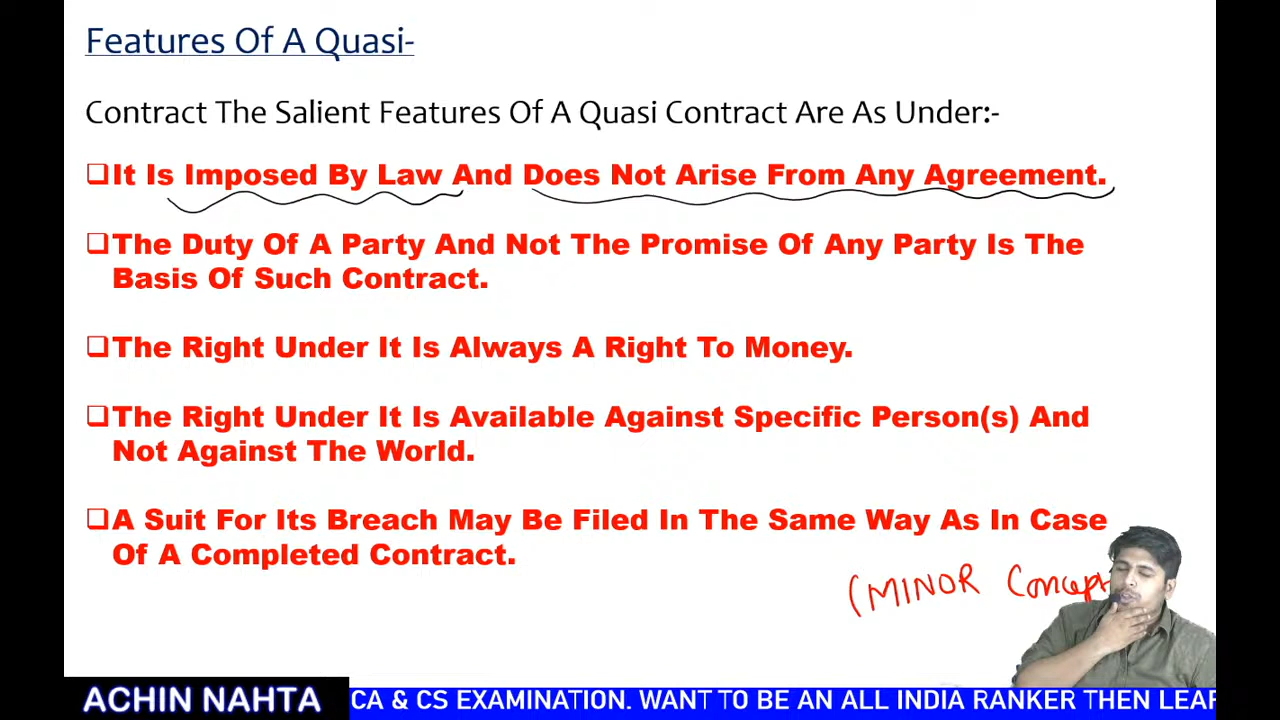 Features Of A Quasi-
Contract The Salient Features Of A Quasi Contract Are As Under:-
It Is Imposed By Law And Does Not Arise From Any Agreement.
The Duty Of A Party And Not The Promise Of Any Party Is The
Basis Of Such Contract.
The Right Under It Is Always A Right To Money.
The Right Under It Is Available Against Specific Person(s) And
Not Against The World.
A Suit For Its Breach May Be Filed In The Same Way As In Case
Of A Completed Contract.
(MINOR Concept
ACHIN NAHTA
CA & CS EXAMINATION. WANT TO BE AN ALL INDIA RANKER THEN